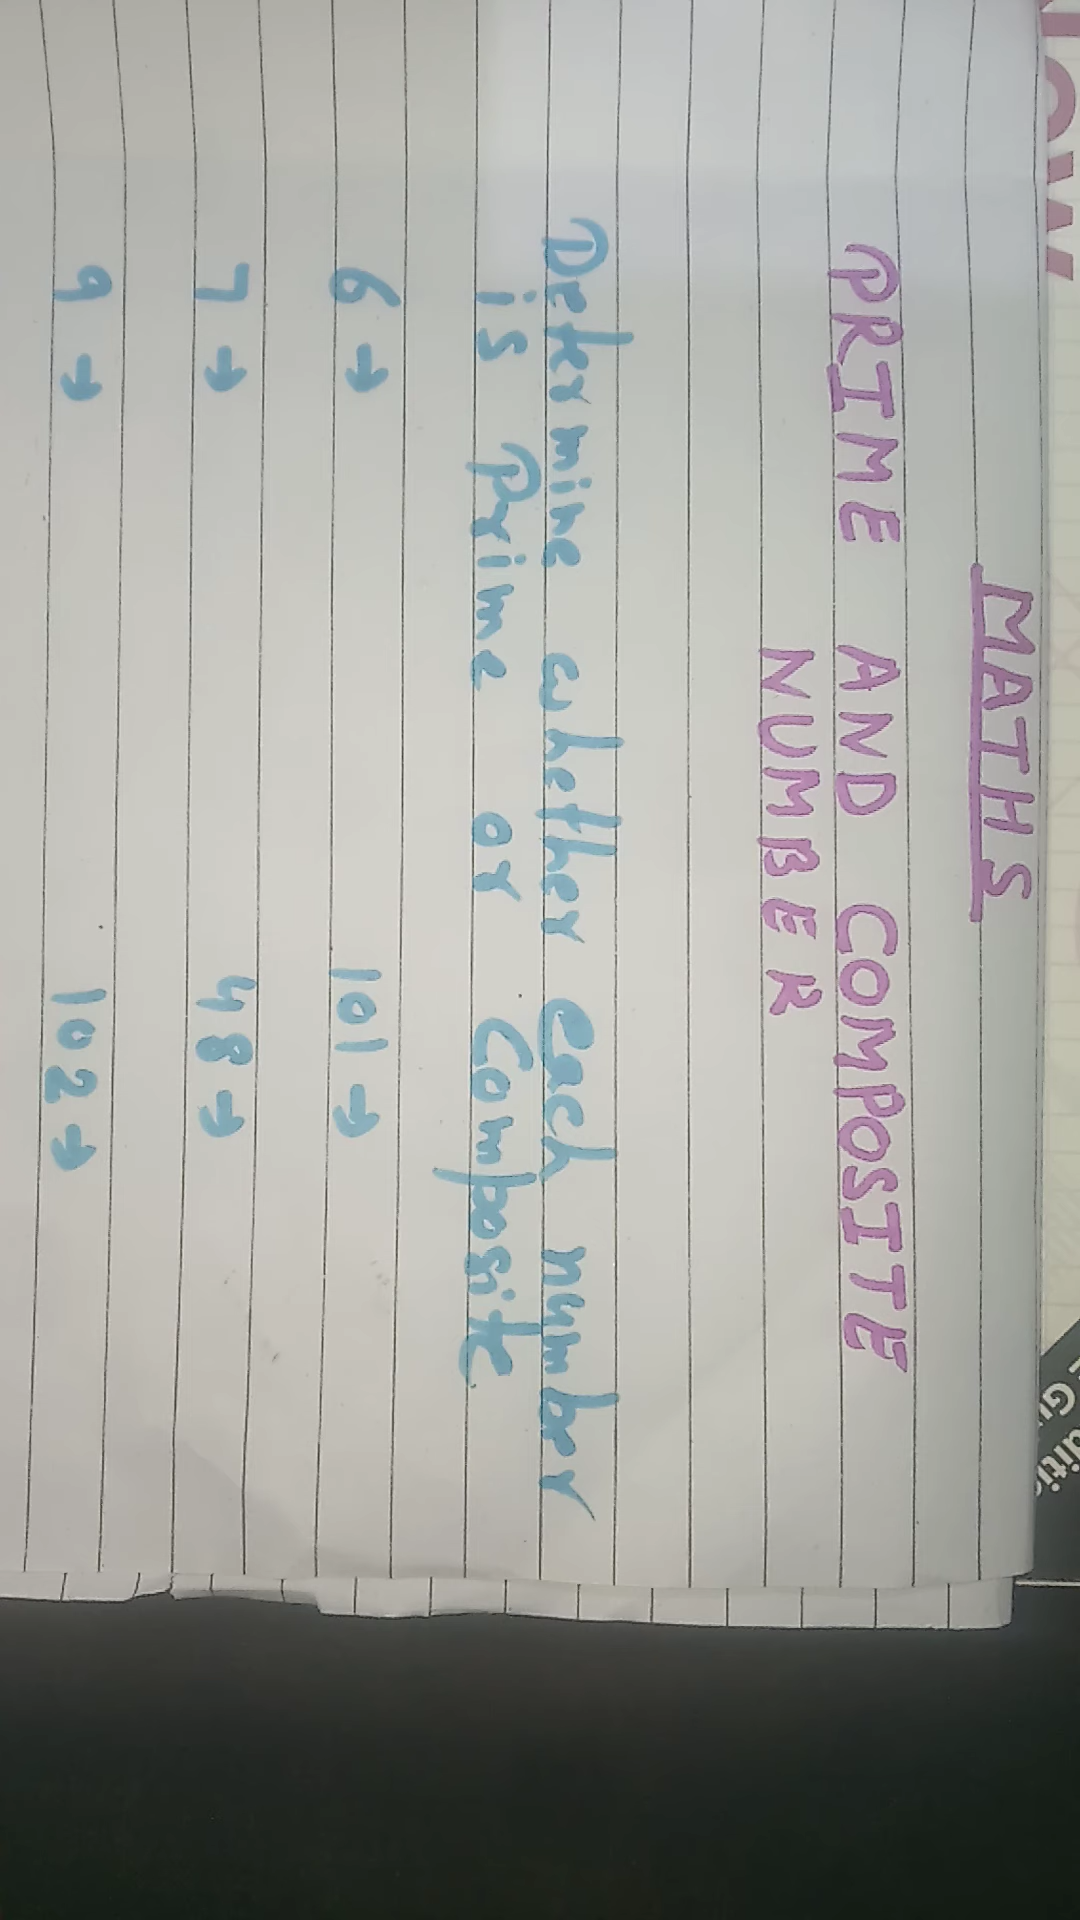 MATHS
PRIME AND COMPOSITE
NUMBER
Determine whether each number
is Prime or Composite
6 → 101 →
7 → 48 →
9 → 102 →